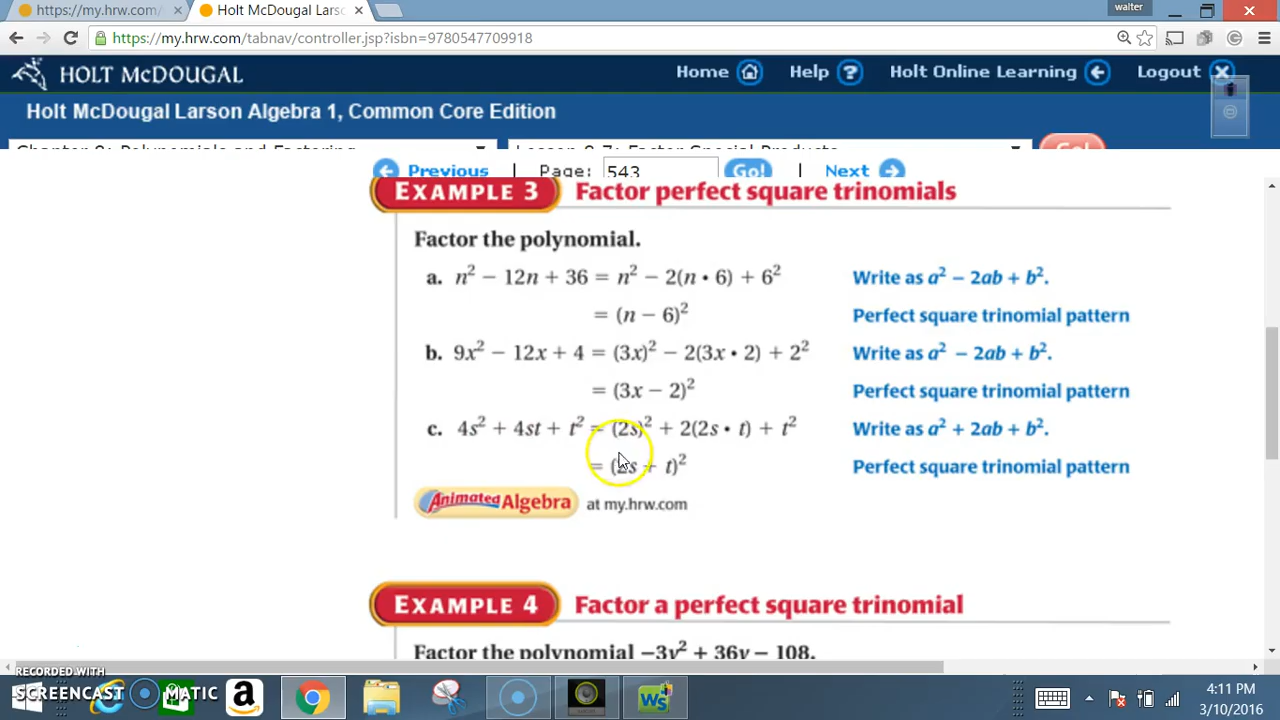 https://my.hrw.com/tabnav/ ×
Holt McDougal Lars ×
walter
https://my.hrw.com/tabnav/controller.jsp?isbn=9780547709918
HOLT MCDOUGAL
Home
Help ?
Holt Online Learning
Logout X
Holt McDougal Larson Algebra 1, Common Core Edition
Go!
Previous | Page: 543 Go! | Next
EXAMPLE 3 Factor perfect square trinomials
Factor the polynomial.
a. n² − 12n + 36 = n² − 2(n • 6) + 6² Write as a² − 2ab + b².
= (n − 6)² Perfect square trinomial pattern
b. 9x² − 12x + 4 = (3x)² − 2(3x • 2) + 2² Write as a² − 2ab + b².
= (3x − 2)² Perfect square trinomial pattern
c. 4s² + 4st + t² = (2s)² + 2(2s • t) + t² Write as a² + 2ab + b².
= (2s + t)² Perfect square trinomial pattern
Animated Algebra at my.hrw.com
EXAMPLE 4 Factor a perfect square trinomial
Factor the polynomial −3y² + 36y − 108.
RECORDED WITH
SCREENCAST MATIC
4:11 PM
3/10/2016